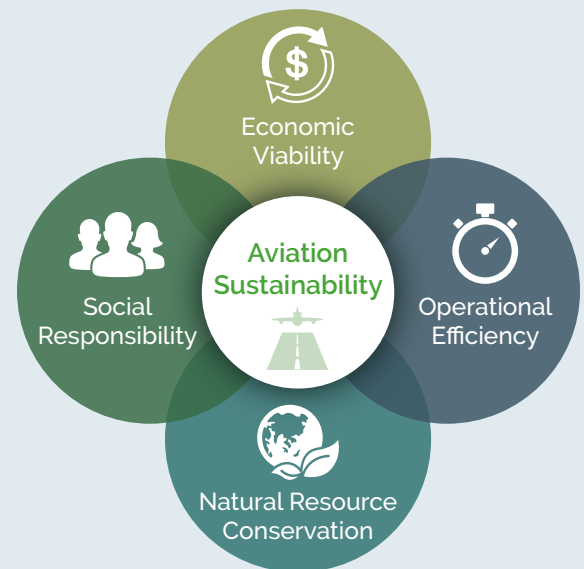 $
Economic
Viability
Aviation
Sustainability
Social
Responsibility
Operational
Efficiency
Natural Resource
Conservation